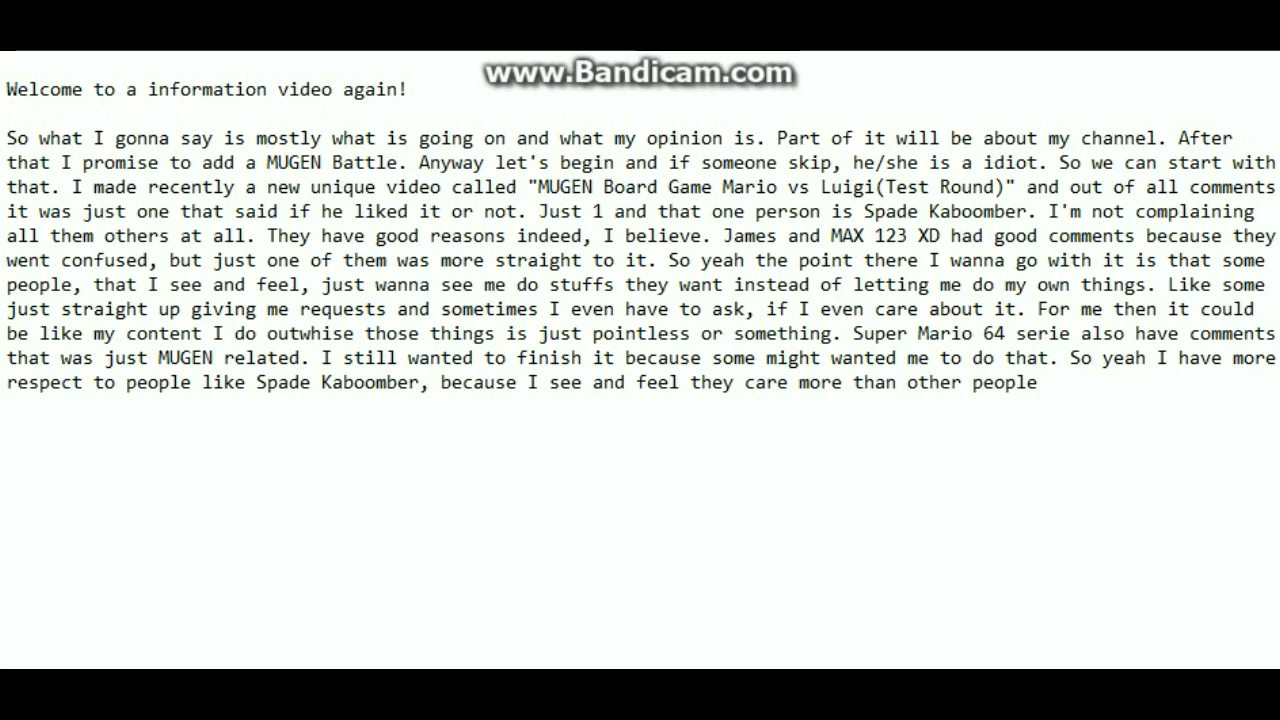 www.Bandicam.com
Welcome to a information video again!
So what I gonna say is mostly what is going on and what my opinion is. Part of it will be about my channel. After
that I promise to add a MUGEN Battle. Anyway let's begin and if someone skip, he/she is a idiot. So we can start with
that. I made recently a new unique video called "MUGEN Board Game Mario vs Luigi(Test Round)" and out of all comments
it was just one that said if he liked it or not. Just 1 and that one person is Spade Kaboomber. I'm not complaining
all them others at all. They have good reasons indeed, I believe. James and MAX 123 XD had good comments because they
went confused, but just one of them was more straight to it. So yeah the point there I wanna go with it is that some
people, that I see and feel, just wanna see me do stuffs they want instead of letting me do my own things. Like some
just straight up giving me requests and sometimes I even have to ask, if I even care about it. For me then it could
be like my content I do outwhise those things is just pointless or something. Super Mario 64 serie also have comments
that was just MUGEN related. I still wanted to finish it because some might wanted me to do that. So yeah I have more
respect to people like Spade Kaboomber, because I see and feel they care more than other people